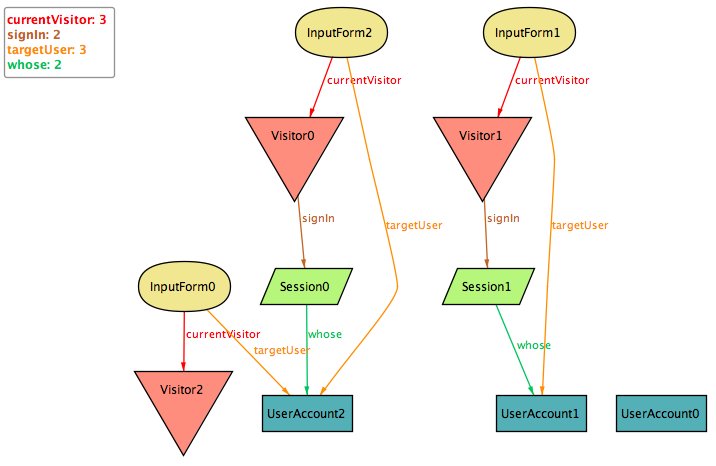 currentVisitor: 3
signIn: 2
targetUser: 3
whose: 2
InputForm2
InputForm1
currentVisitor
currentVisitor
Visitor0
Visitor1
signIn
signIn
targetUser
targetUser
InputForm0
Session0
Session1
currentVisitor
whose
targetUser
whose
Visitor2
UserAccount2
UserAccount1
UserAccount0